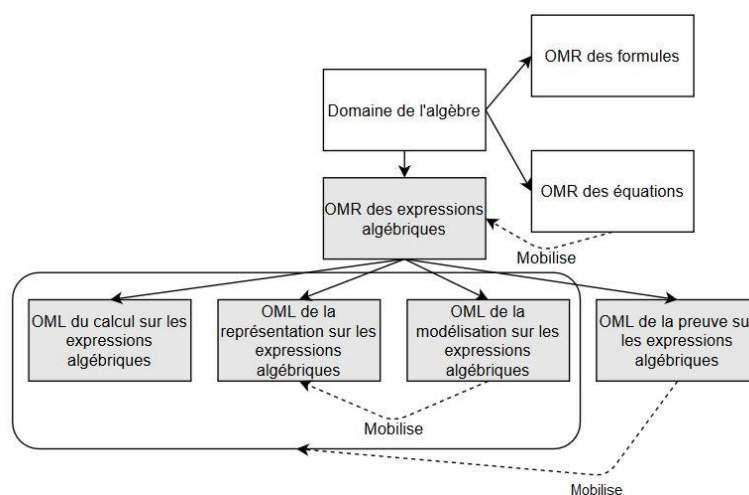 OMR des formules
Domaine de l'algèbre
OMR des équations
OMR des expressions
algébriques
Mobilise
OML du calcul sur les
expressions
algébriques
OML de la
représentation sur les
expressions
algébriques
OML de la
modélisation sur les
expressions
algébriques
OML de la preuve su
les expressions
algébriques
Mobilise
Mobilise